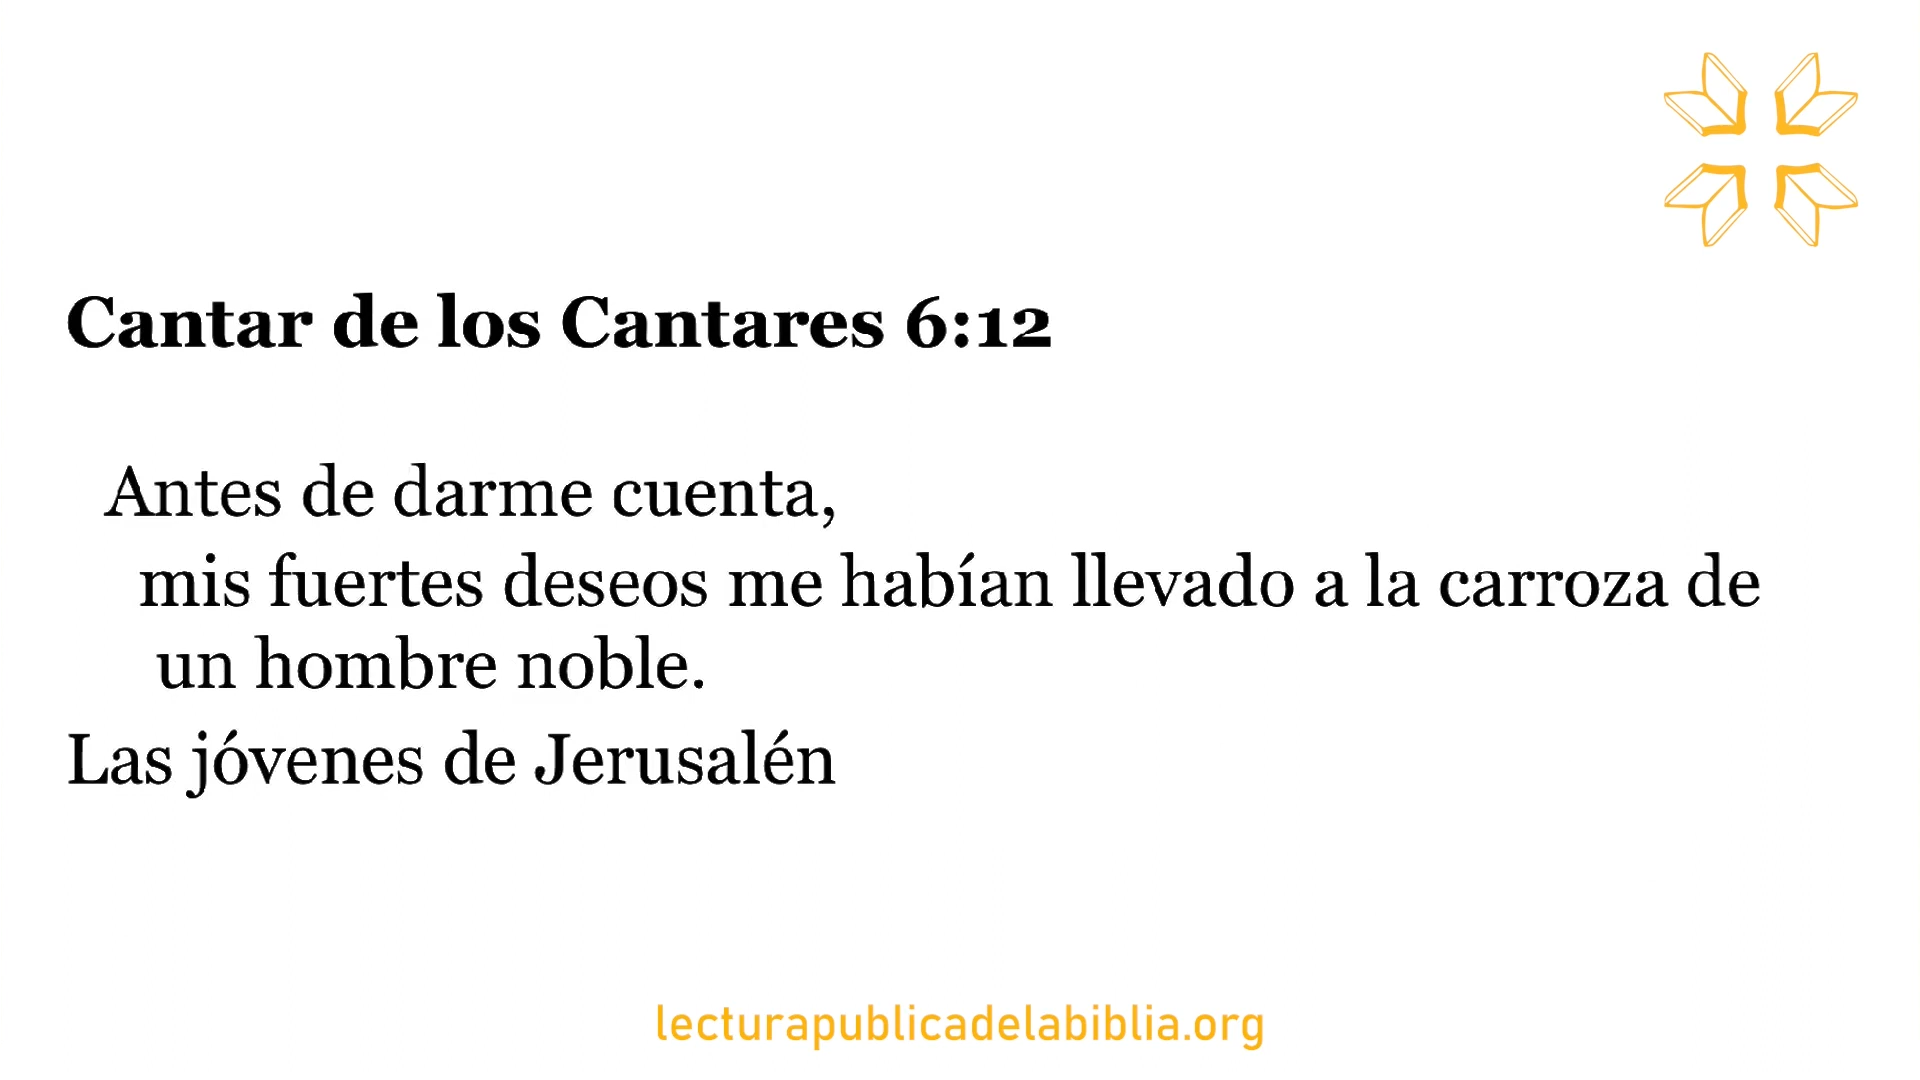 Cantar de los Cantares 6:12
Antes de darme cuenta,
mis fuertes deseos me habían llevado a la carroza de
un hombre noble.
Las jóvenes de Jerusalén
lecturapublicadelabiblia.org